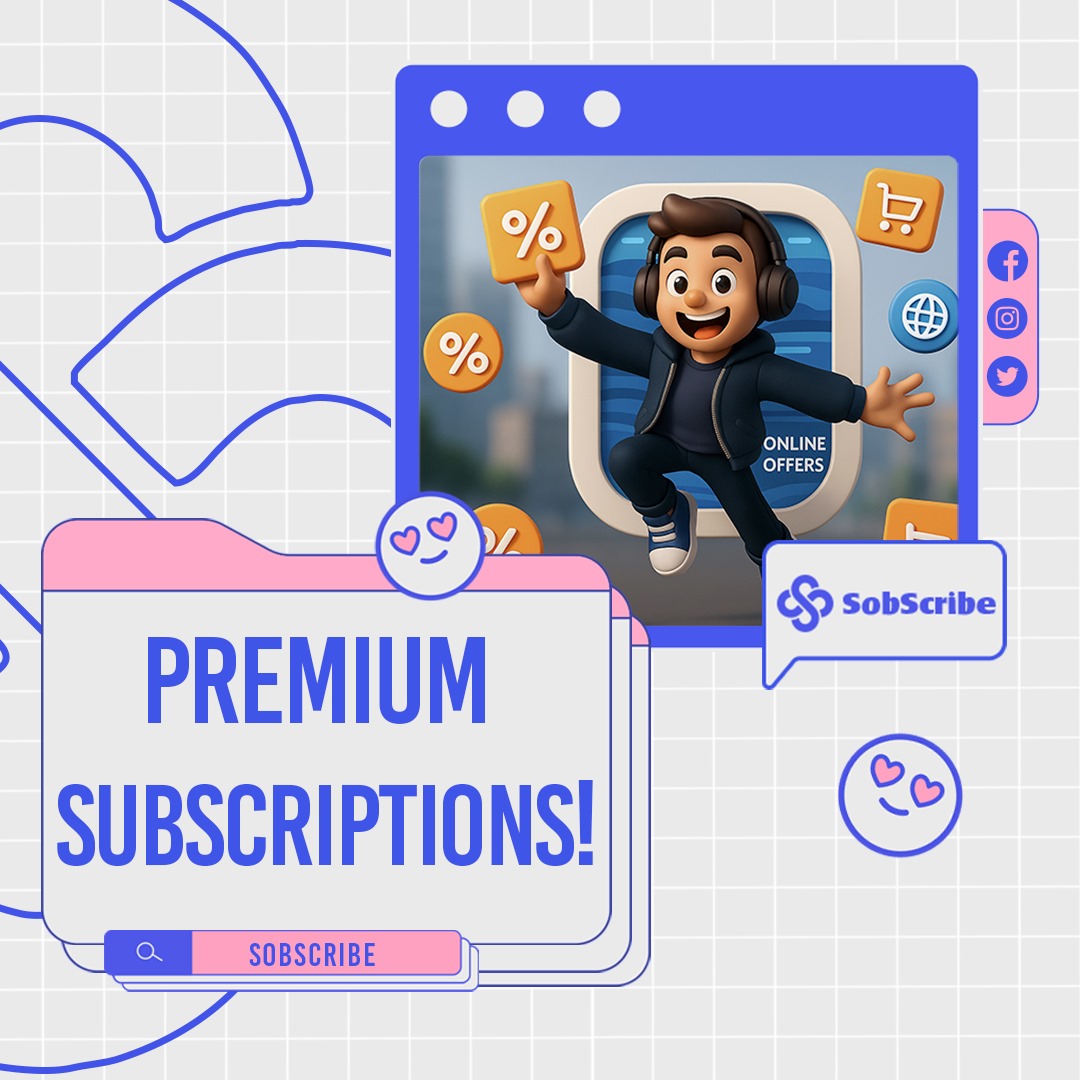 %
%
%
ONLINE
OFFERS
SobScribe
PREMIUM
SUBSCRIPTIONS!
SOBSCRIBE